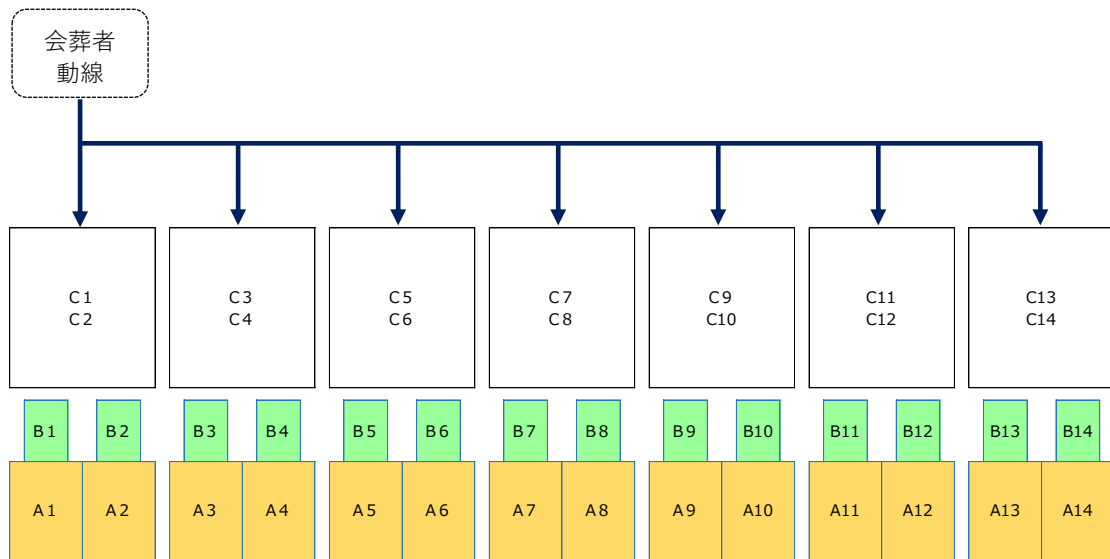 会葬者
動線
C1
C2
C3
C4
C5
C6
C7
C8
C9
C10
C11
C12
C13
C14
B1 B2 B3 B4 B5 B6 B7 B8 B9 B10 B11 B12 B13 B14
A1 A2 A3 A4 A5 A6 A7 A8 A9 A10 A11 A12 A13 A14